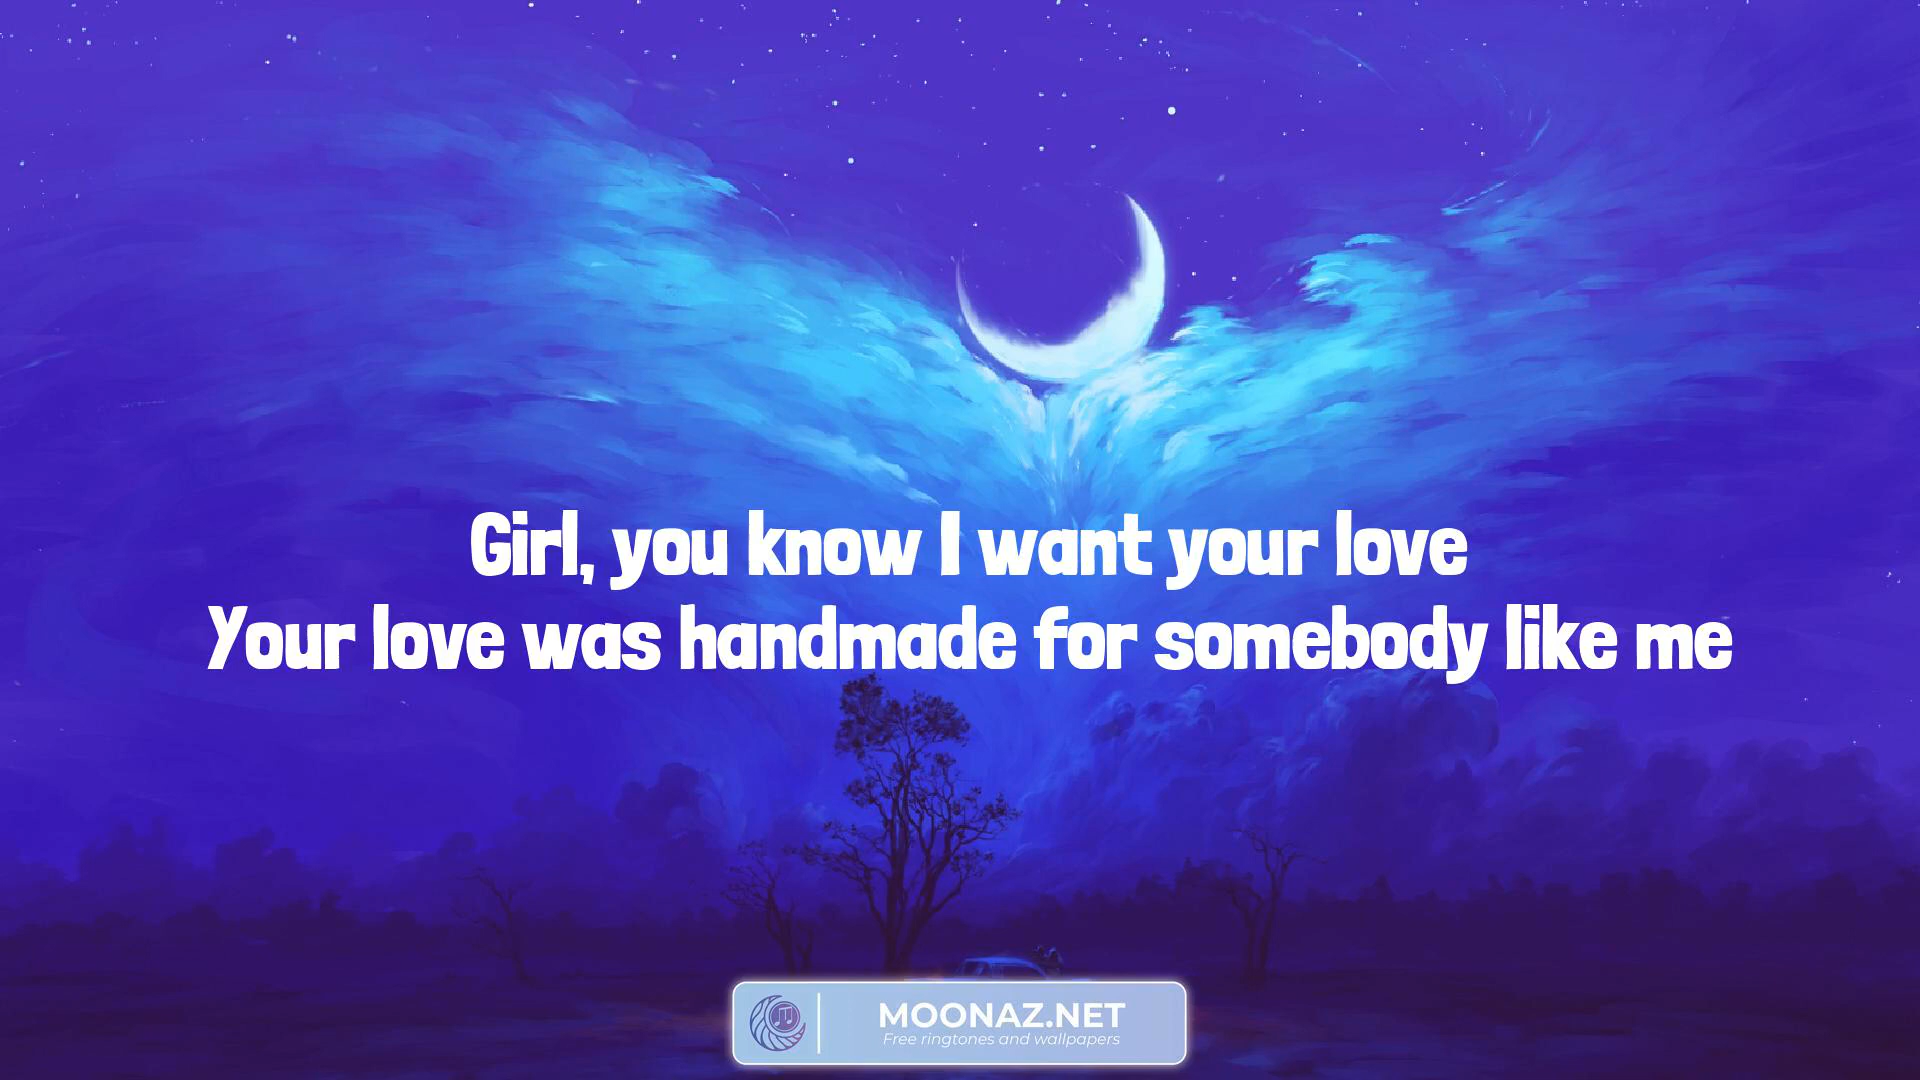 Girl, you know I want your love
Your love was handmade for somebody like me
MOONAZ.NET
Free ringtones and wallpapers